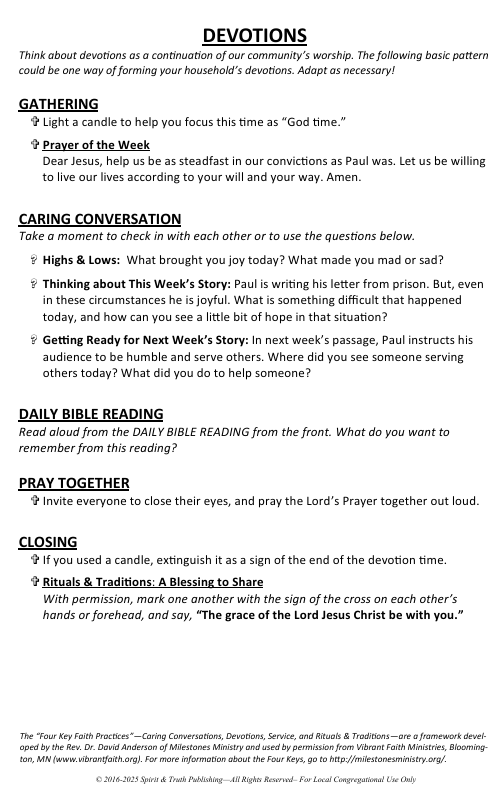 DEVOTIONS
Think about devotions as a continuation of our community's worship. The following basic pattern
could be one way of forming your household's devotions. Adapt as necessary!
GATHERING
✞ Light a candle to help you focus this time as "God time."
✞ Prayer of the Week
Dear Jesus, help us be as steadfast in our convictions as Paul was. Let us be willing
to live our lives according to your will and your way. Amen.
CARING CONVERSATION
Take a moment to check in with each other or to use the questions below.
? Highs & Lows: What brought you joy today? What made you mad or sad?
? Thinking about This Week's Story: Paul is writing his letter from prison. But, even
in these circumstances he is joyful. What is something difficult that happened
today, and how can you see a little bit of hope in that situation?
? Getting Ready for Next Week's Story: In next week's passage, Paul instructs his
audience to be humble and serve others. Where did you see someone serving
others today? What did you do to help someone?
DAILY BIBLE READING
Read aloud from the DAILY BIBLE READING from the front. What do you want to
remember from this reading?
PRAY TOGETHER
✞ Invite everyone to close their eyes, and pray the Lord's Prayer together out loud.
CLOSING
✞ If you used a candle, extinguish it as a sign of the end of the devotion time.
✞ Rituals & Traditions: A Blessing to Share
With permission, mark one another with the sign of the cross on each other's
hands or forehead, and say, "The grace of the Lord Jesus Christ be with you."
The "Four Key Faith Practices"—Caring Conversations, Devotions, Service, and Rituals & Traditions—are a framework devel-
oped by the Rev. Dr. David Anderson of Milestones Ministry and used by permission from Vibrant Faith Ministries, Blooming-
ton, MN (www.vibrantfaith.org). For more information about the Four Keys, go to http://milestonesministry.org/.
© 2016-2025 Spirit & Truth Publishing—All Rights Reserved– For Local Congregational Use Only